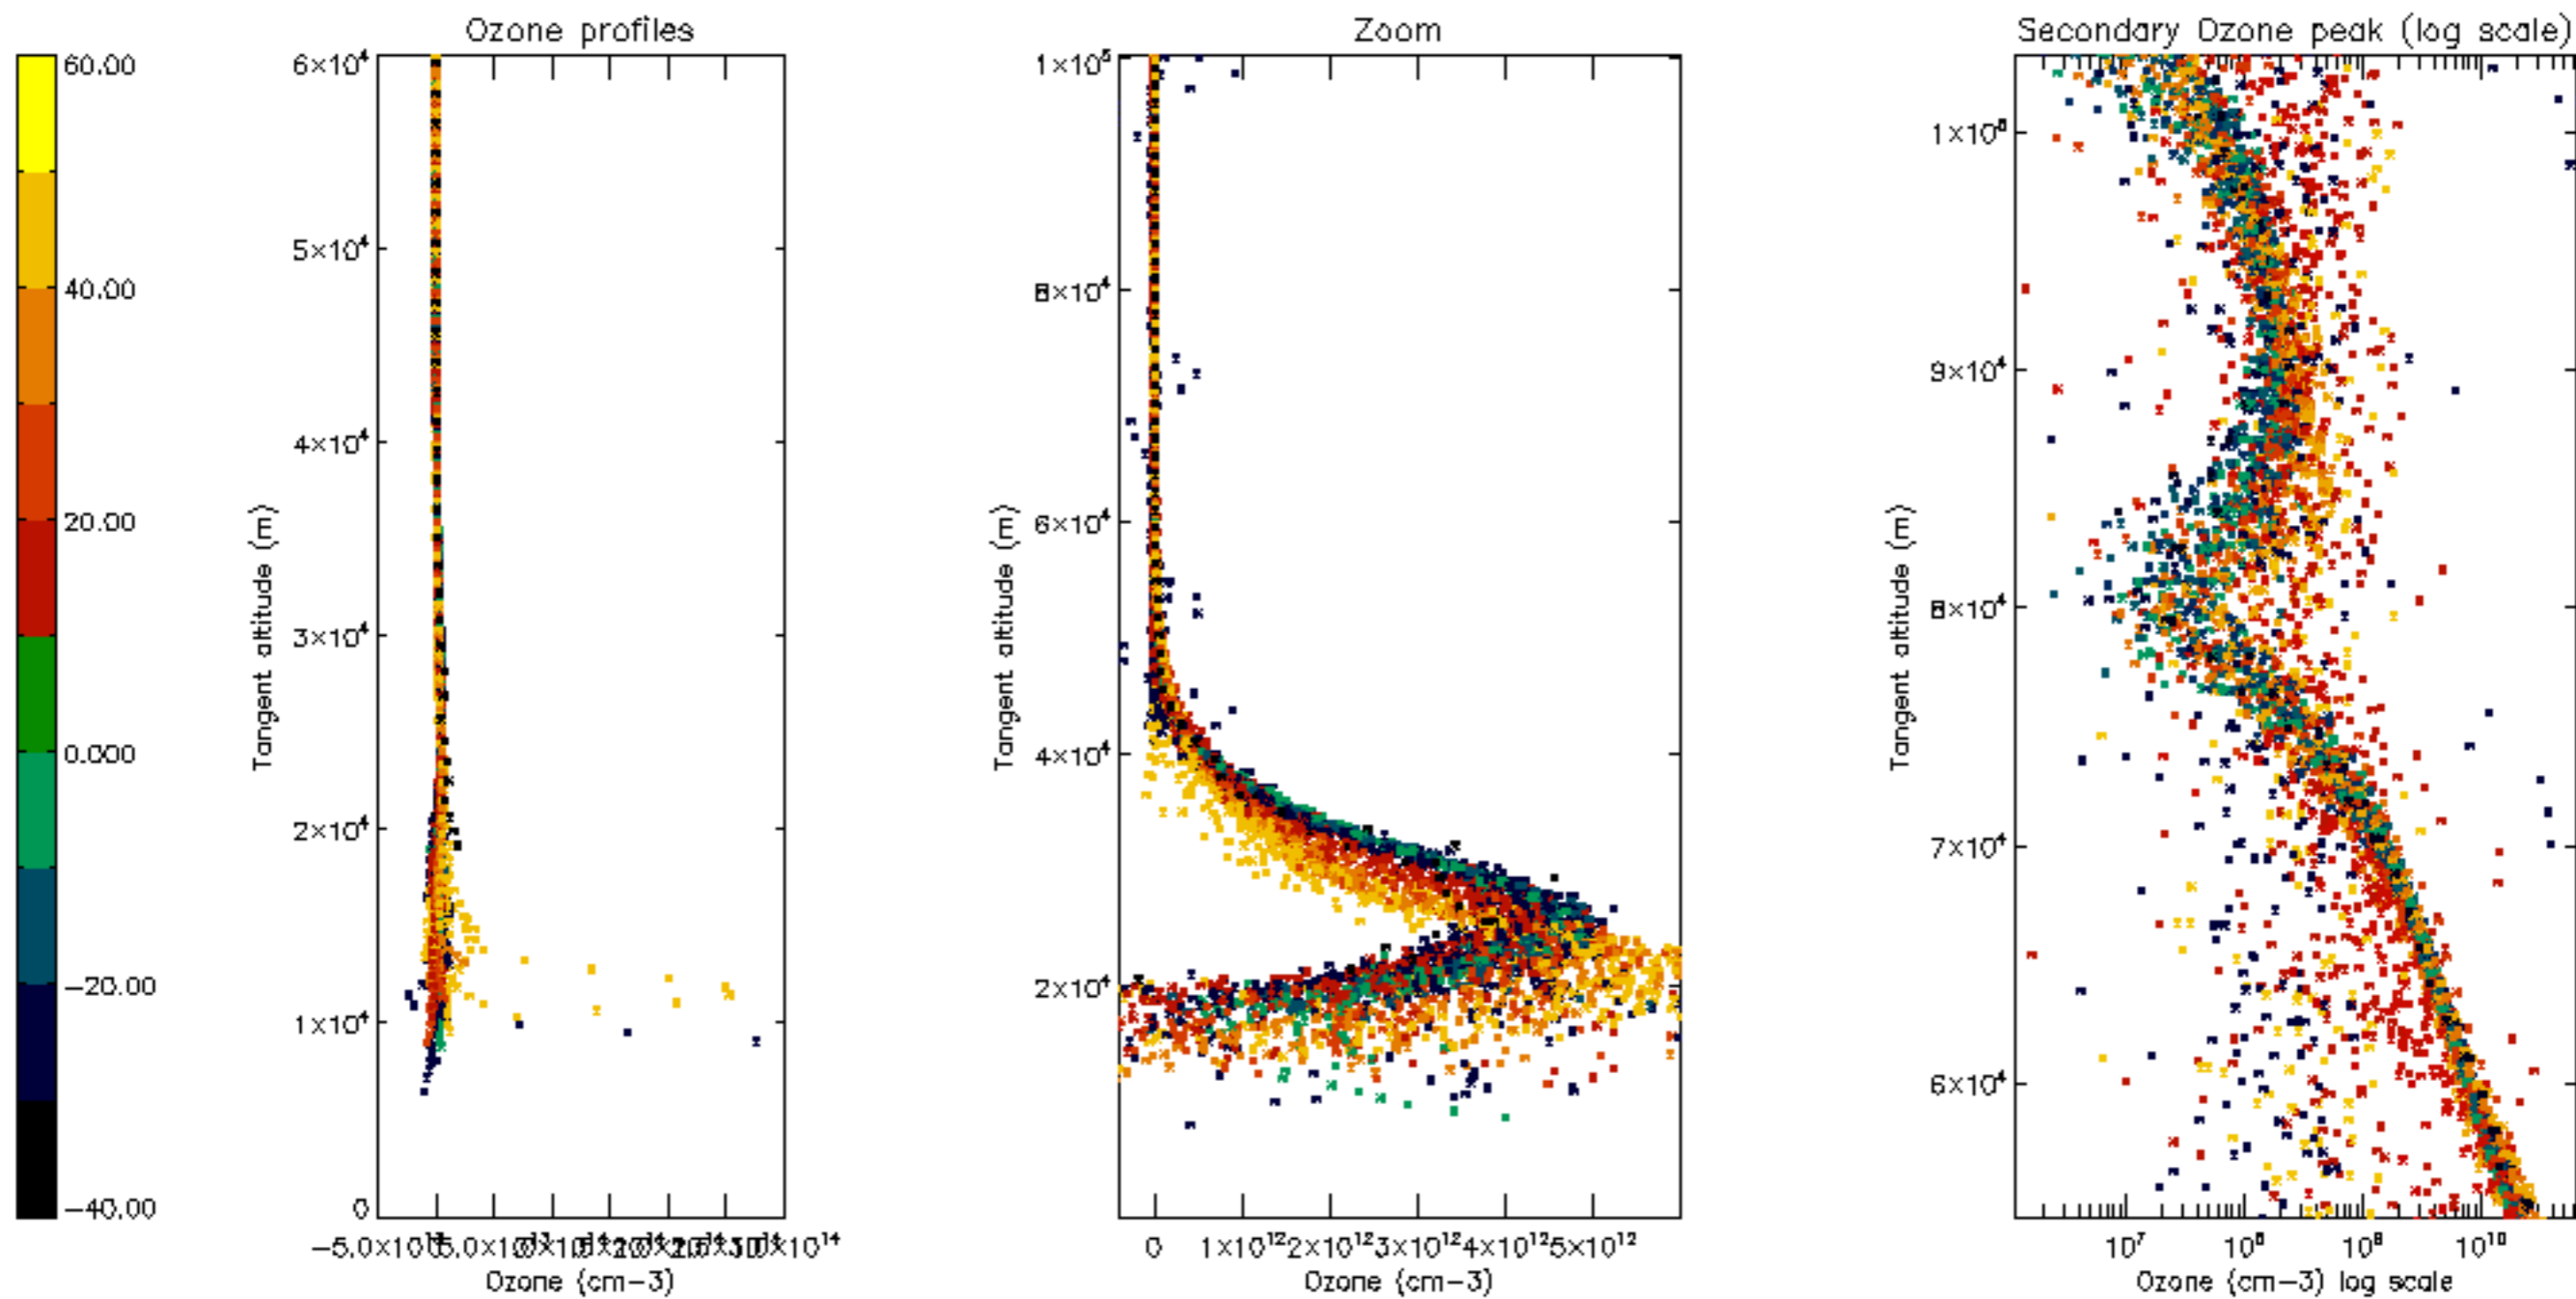 Ozone profiles
Zoom
Secondary Ozone peak (log scale)
60.00
40.00
20.00
0.000
−20.00
−40.00
6×10⁴
5×10⁴
4×10⁴
3×10⁴
2×10⁴
1×10⁴
0
Tangent altitude (m)
Ozone (cm−3)
1×10⁵
8×10⁴
6×10⁴
4×10⁴
2×10⁴
Tangent altitude (m)
0 1×10¹² 2×10¹² 3×10¹² 4×10¹² 5×10¹²
Ozone (cm−3)
9×10⁴
8×10⁴
7×10⁴
6×10⁴
Tangent altitude (m)
10⁷ 10⁸ 10⁹ 10¹⁰
Ozone (cm−3) log scale